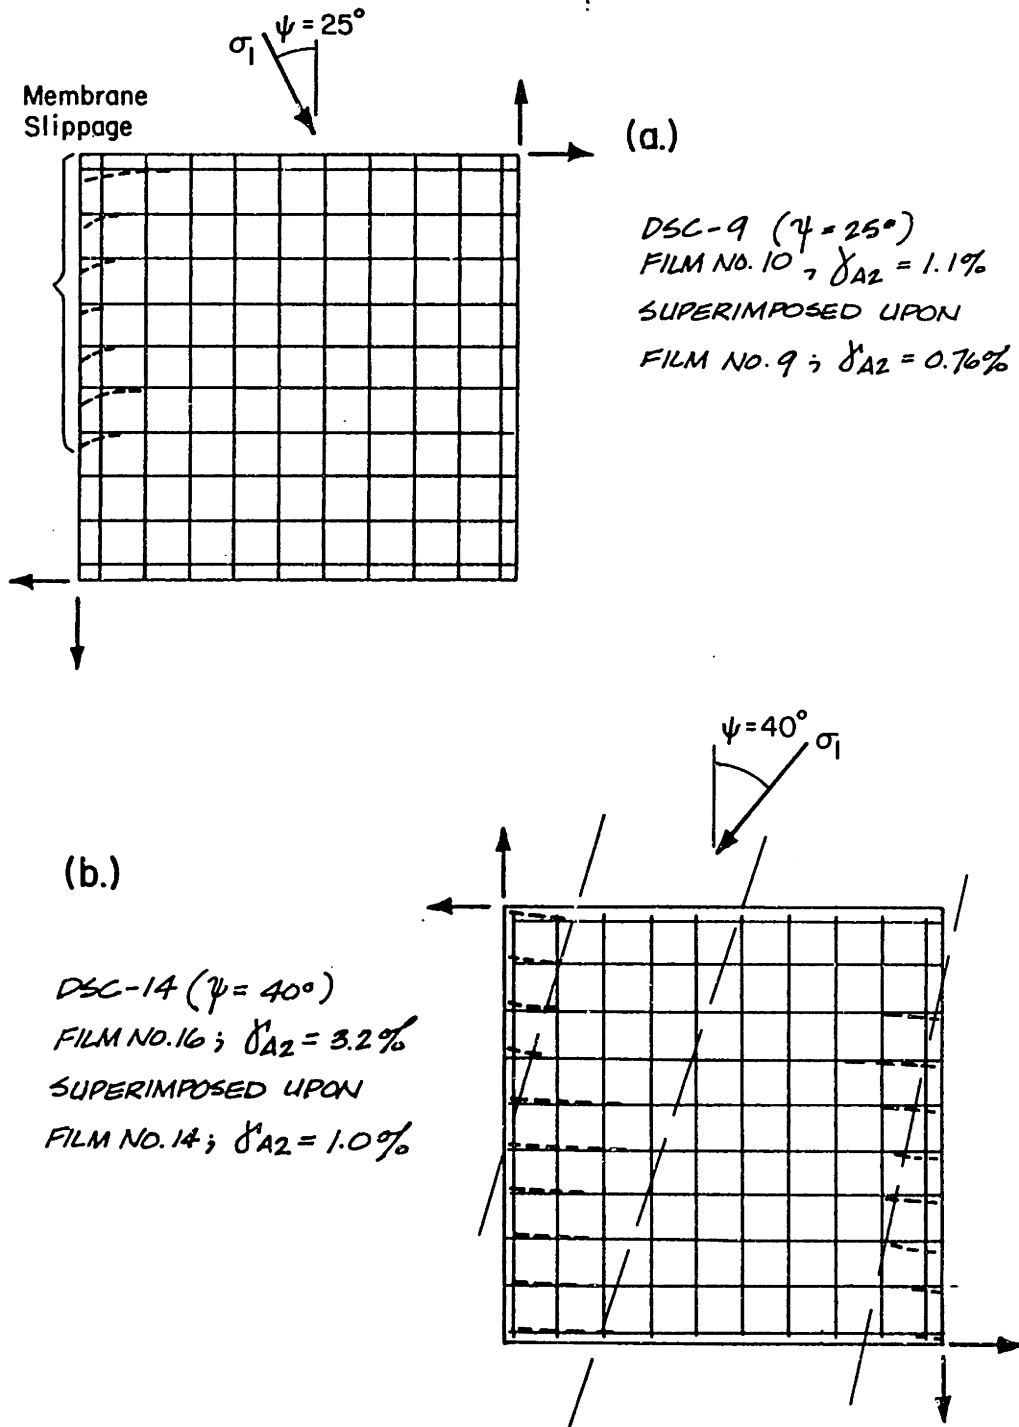 ψ = 25°
σ1
Membrane
Slippage
(a.)
DSC-9 (ψ = 25°)
FILM NO. 10, γA2 = 1.1%
SUPERIMPOSED UPON
FILM NO. 9; γA2 = 0.76%
ψ = 40°
σ1
(b.)
DSC-14 (ψ = 40°)
FILM NO. 16; γA2 = 3.2%
SUPERIMPOSED UPON
FILM NO. 14; γA2 = 1.0%